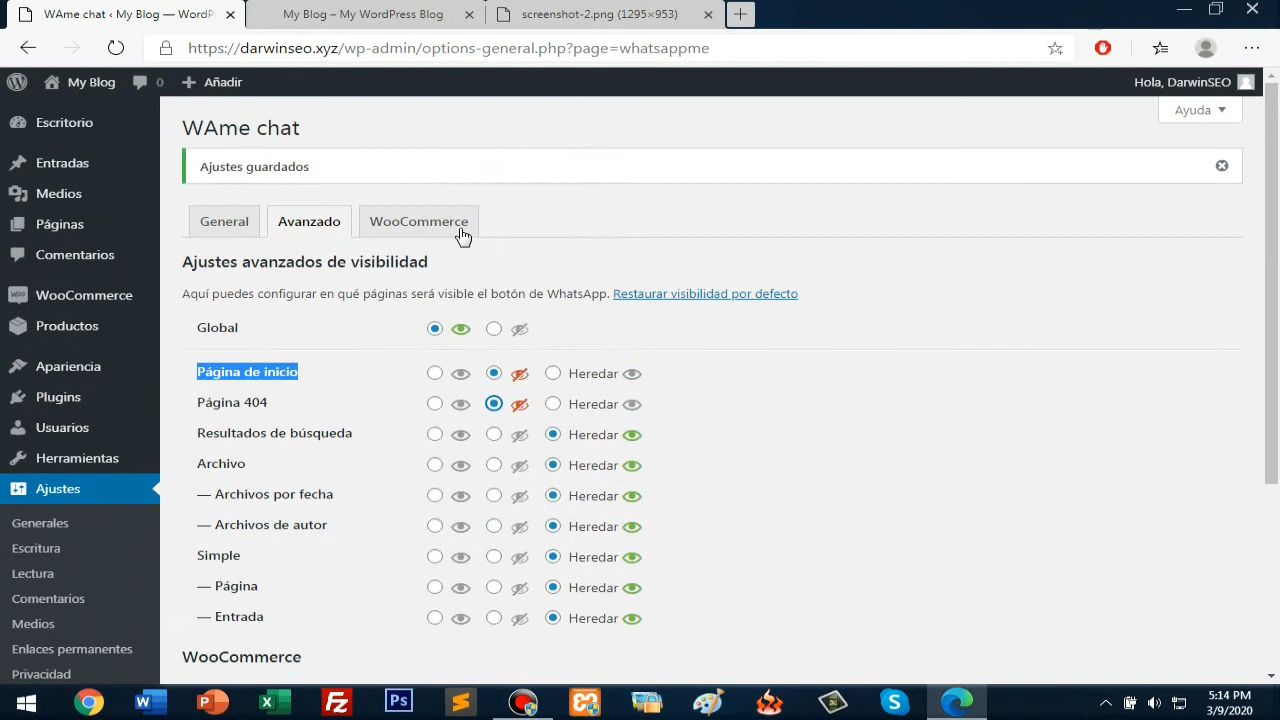 WAme chat ‹ My Blog — WordPr
My Blog – My WordPress Blog
screenshot-2.png (1295×953)
https://darwinseo.xyz/wp-admin/options-general.php?page=whatsappme
My Blog
0
Añadir
Hola, DarwinSEO
Escritorio
Entradas
Medios
Páginas
Comentarios
WooCommerce
Productos
Apariencia
Plugins
Usuarios
Herramientas
Ajustes
Generales
Escritura
Lectura
Comentarios
Medios
Enlaces permanentes
Privacidad
Ayuda
WAme chat
Ajustes guardados
General
Avanzado
WooCommerce
Ajustes avanzados de visibilidad
Aquí puedes configurar en qué páginas será visible el botón de WhatsApp. Restaurar visibilidad por defecto
Global
Página de inicio Heredar
Página 404 Heredar
Resultados de búsqueda Heredar
Archivo Heredar
— Archivos por fecha Heredar
— Archivos de autor Heredar
Simple Heredar
— Página Heredar
— Entrada Heredar
WooCommerce
5:14 PM
3/9/2020